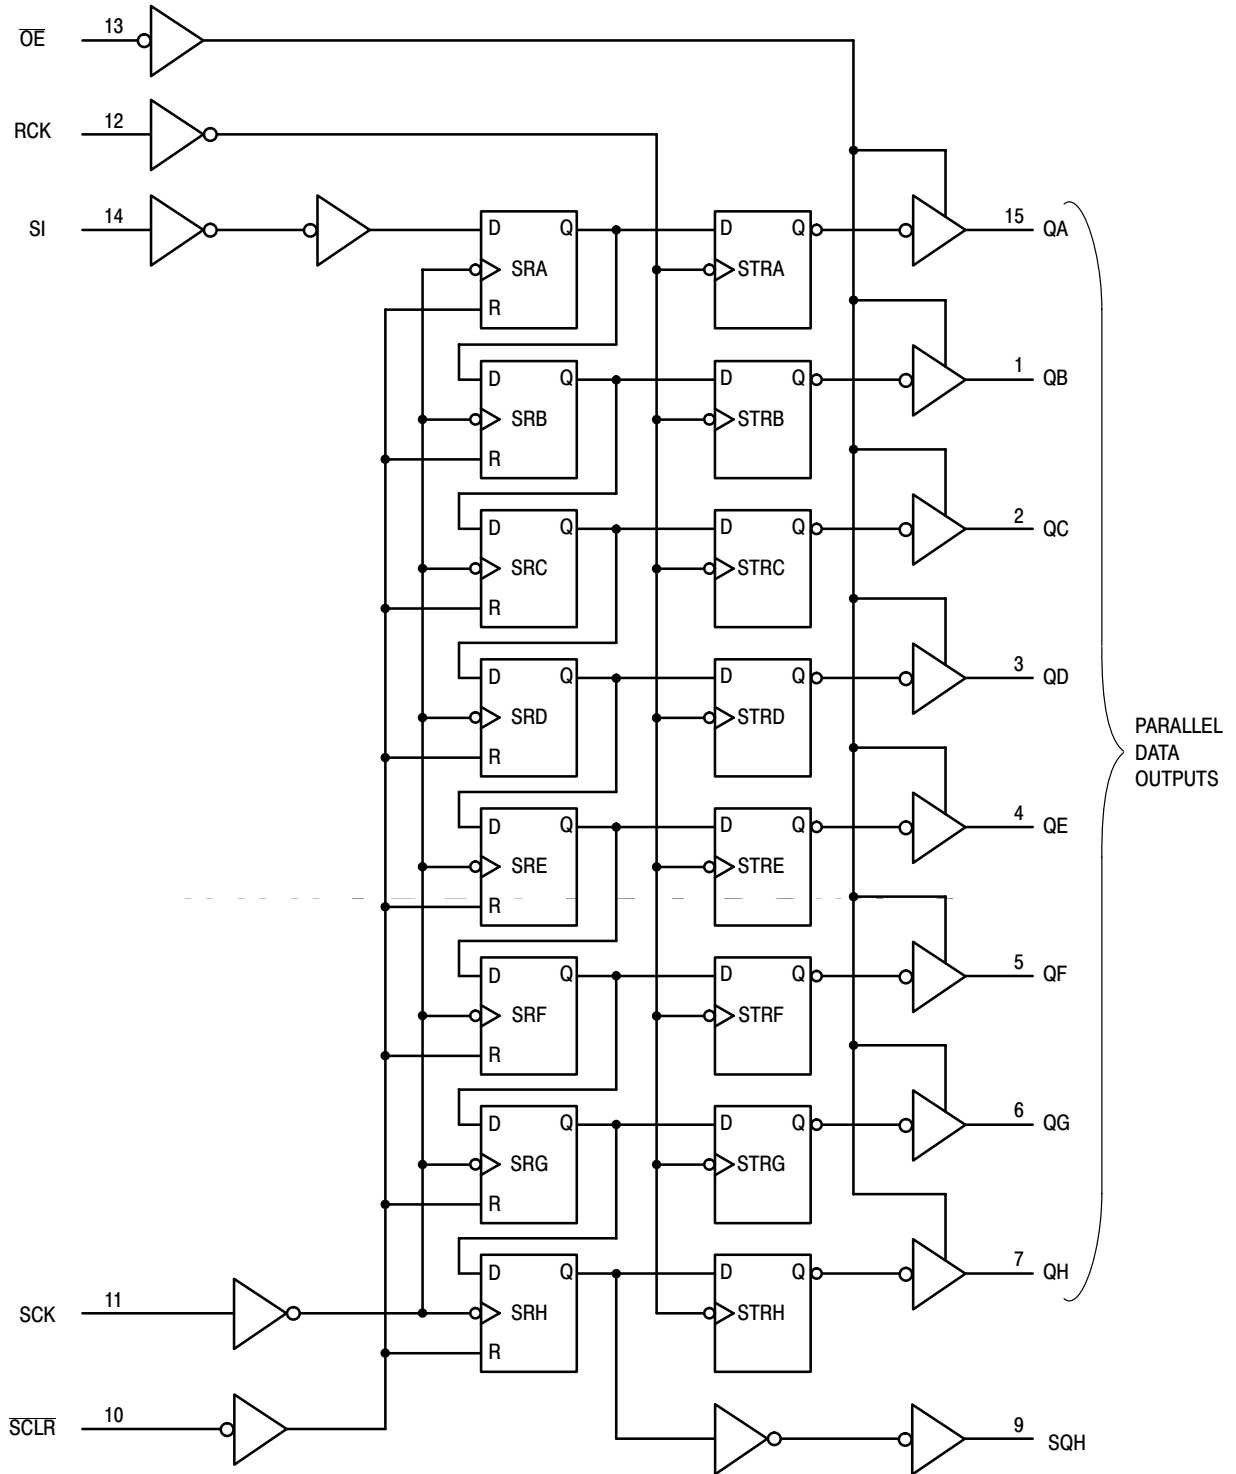 OE 13
RCK 12
SI 14
D Q
SRA
R
D Q
STRA
15 QA
D Q
SRB
R
D Q
STRB
1 QB
D Q
SRC
R
D Q
STRC
2 QC
D Q
SRD
R
D Q
STRD
3 QD
PARALLEL
DATA
OUTPUTS
D Q
SRE
R
D Q
STRE
4 QE
D Q
SRF
R
D Q
STRF
5 QF
D Q
SRG
R
D Q
STRG
6 QG
D Q
SRH
R
D Q
STRH
7 QH
SCK 11
SCLR 10
9 SQH